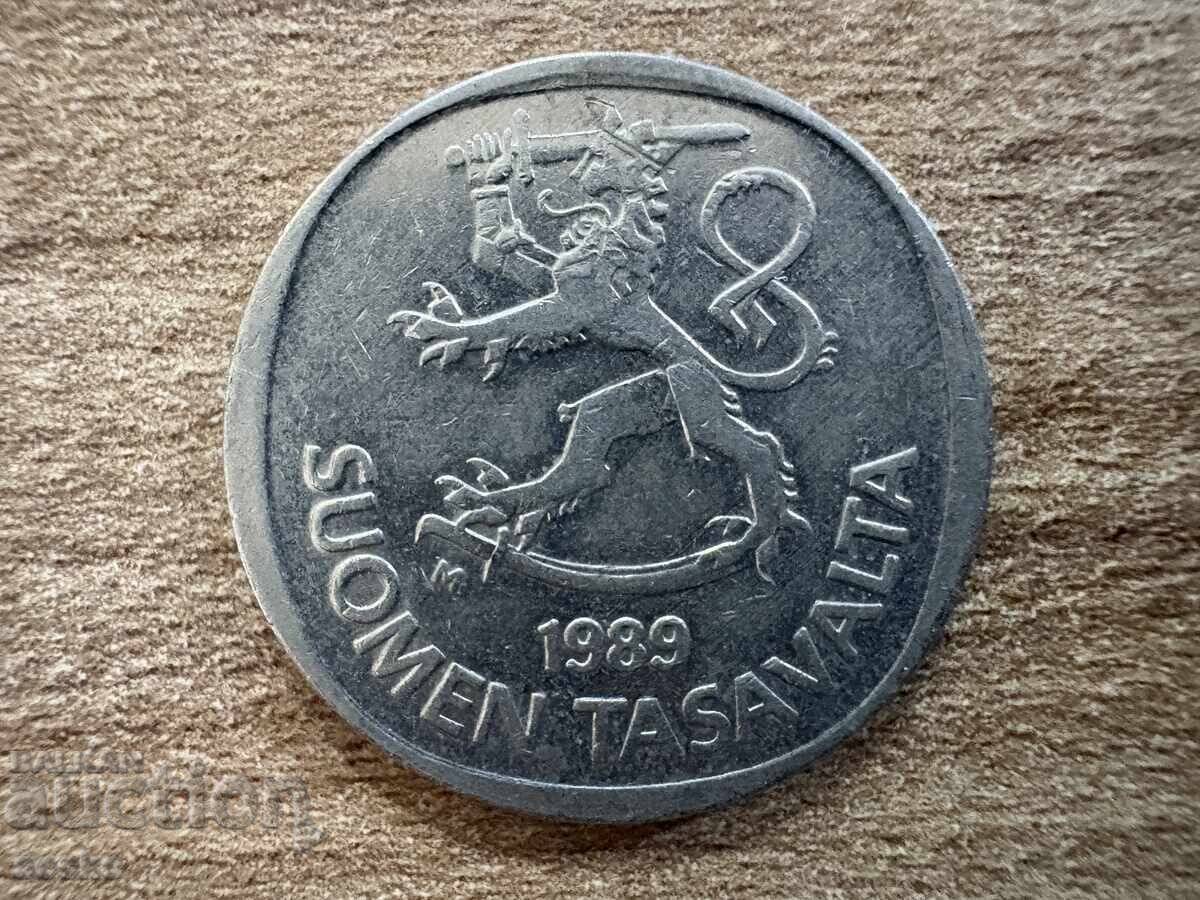 M
1989
SUOMEN TASAVALTA
BALKAN
auction